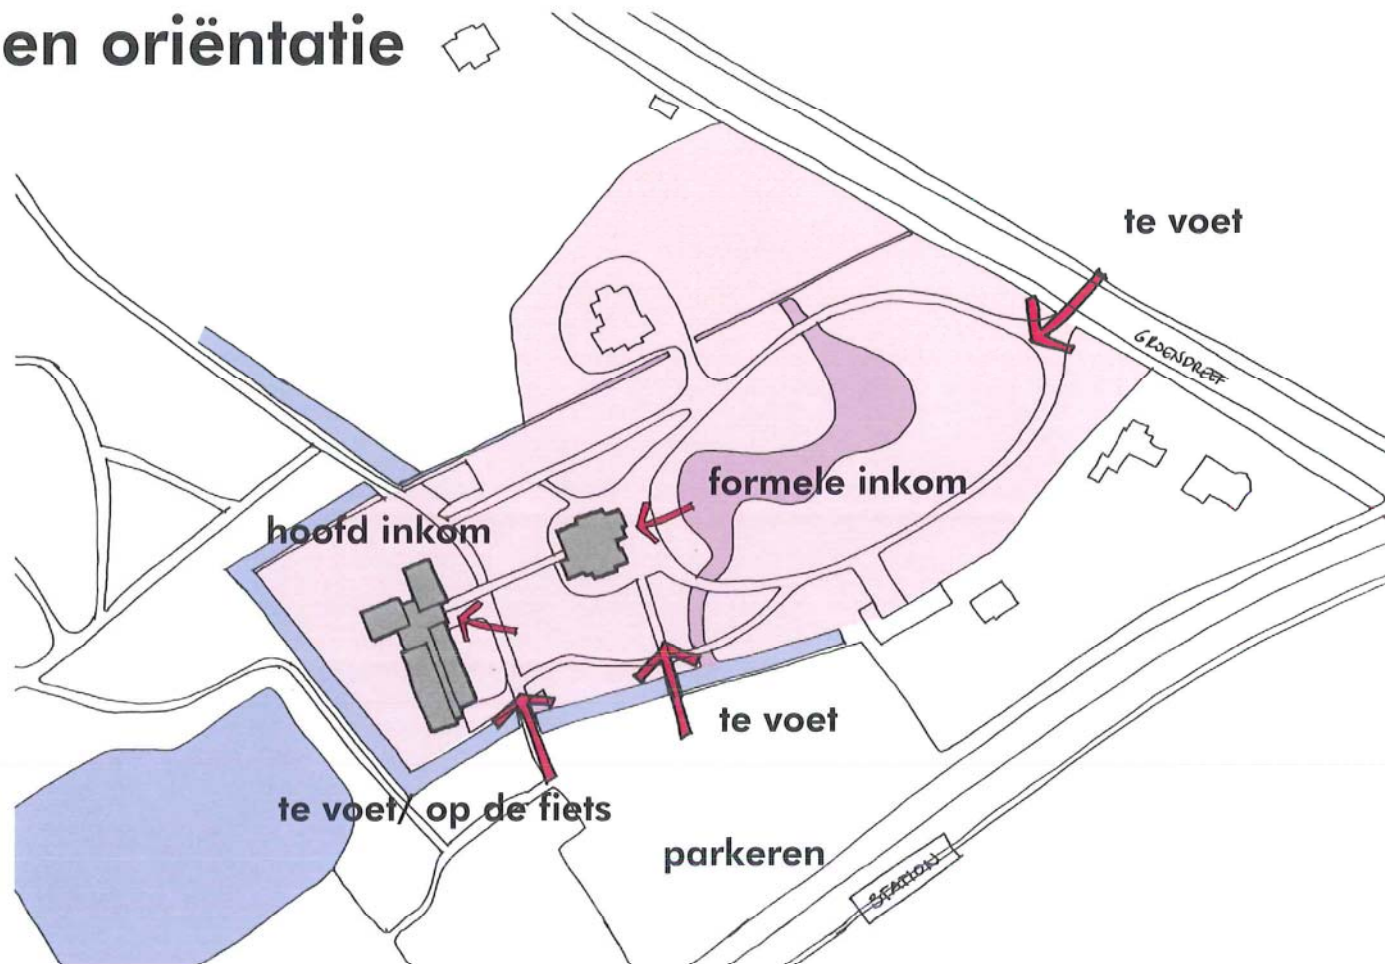 en oriëntatie
te voet
GROENDREEF
formele inkom
hoofd inkom
te voet
te voet/ op de fiets
parkeren
STATION